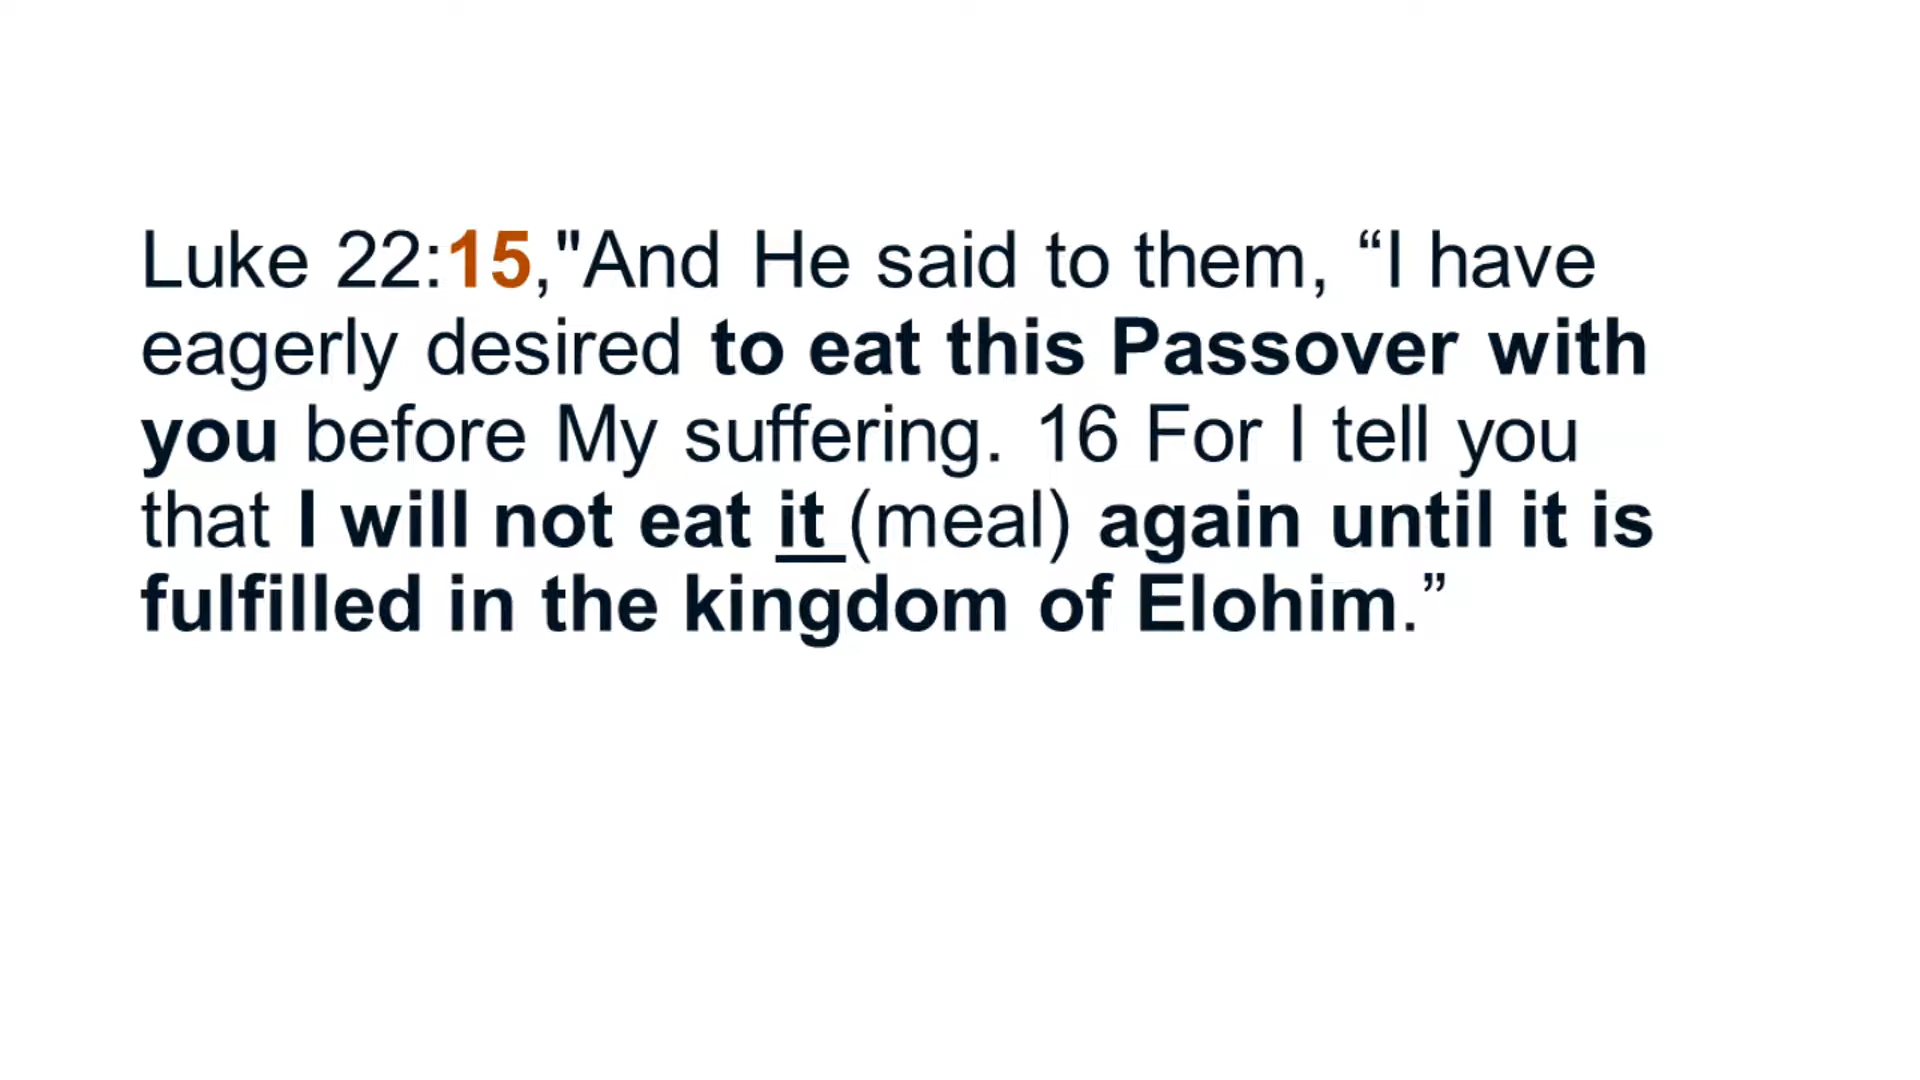 Luke 22:15,"And He said to them, “I have
eagerly desired to eat this Passover with
you before My suffering. 16 For I tell you
that I will not eat it (meal) again until it is
fulfilled in the kingdom of Elohim.”